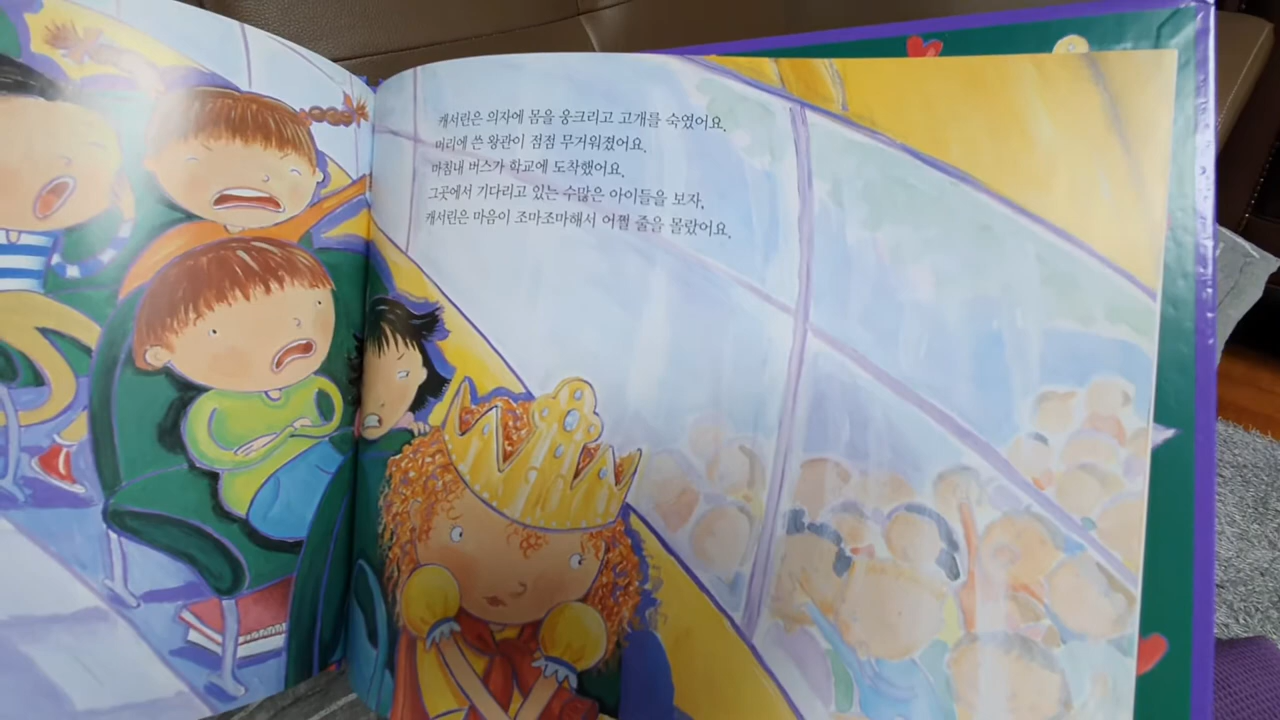 캐서린은 의자에 몸을 웅크리고 고개를 숙였어요.
머리에 쓴 왕관이 점점 무거워졌어요.
마침내 버스가 학교에 도착했어요.
그곳에서 기다리고 있는 수많은 아이들을 보자,
캐서린은 마음이 조마조마해서 어쩔 줄을 몰랐어요.